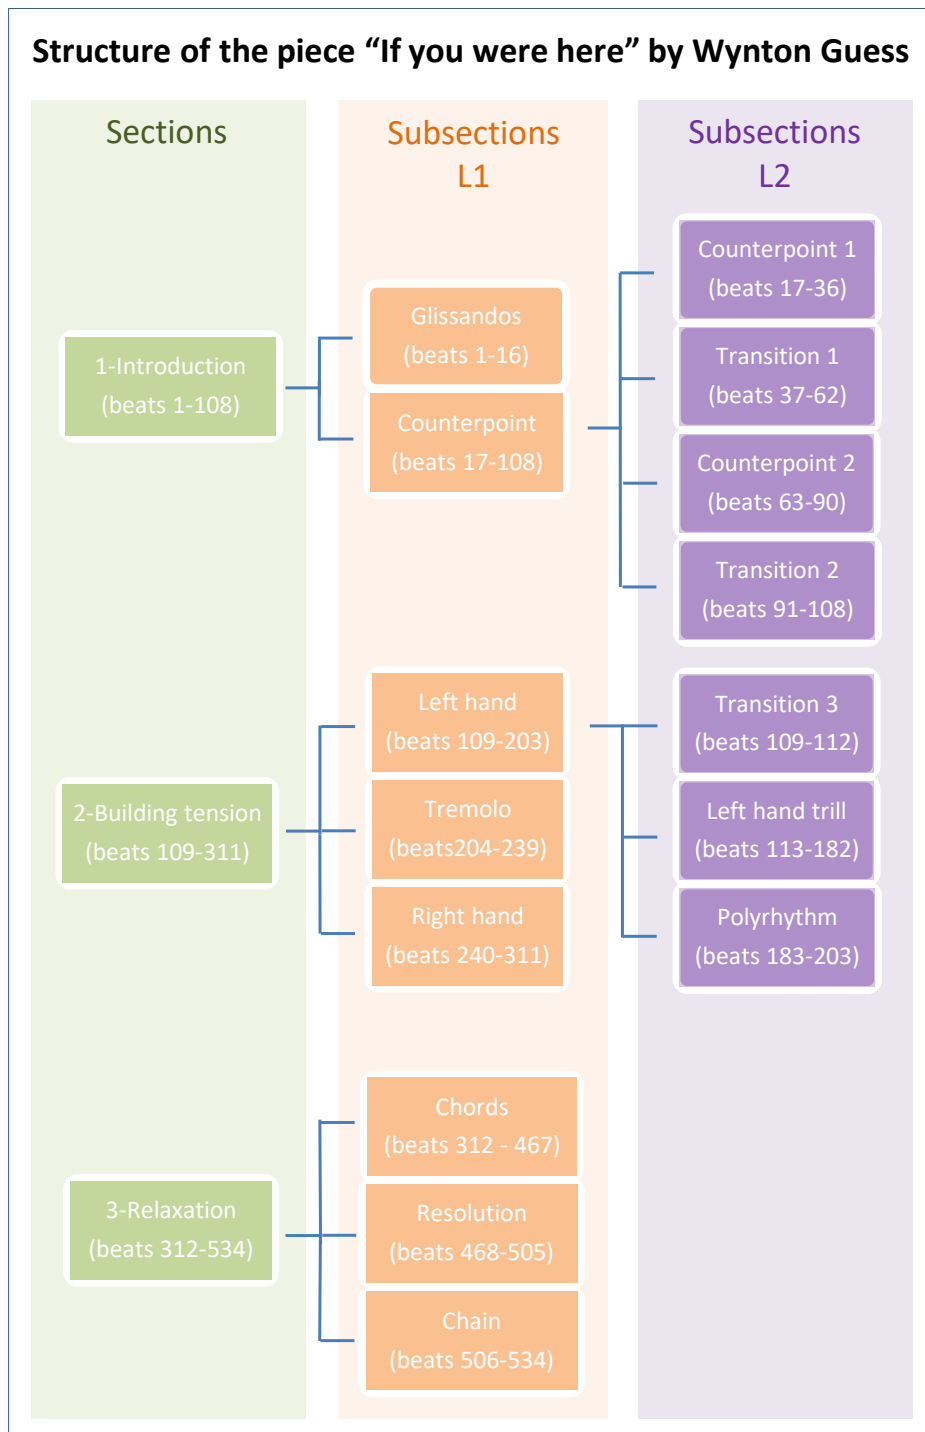 Structure of the piece “If you were here” by Wynton Guess
Sections
Subsections
L1
Subsections
L2
1-Introduction
(beats 1-108)
Glissandos
(beats 1-16)
Counterpoint
(beats 17-108)
Counterpoint 1
(beats 17-36)
Transition 1
(beats 37-62)
Counterpoint 2
(beats 63-90)
Transition 2
(beats 91-108)
2-Building tension
(beats 109-311)
Left hand
(beats 109-203)
Tremolo
(beats204-239)
Right hand
(beats 240-311)
Transition 3
(beats 109-112)
Left hand trill
(beats 113-182)
Polyrhythm
(beats 183-203)
3-Relaxation
(beats 312-534)
Chords
(beats 312 - 467)
Resolution
(beats 468-505)
Chain
(beats 506-534)